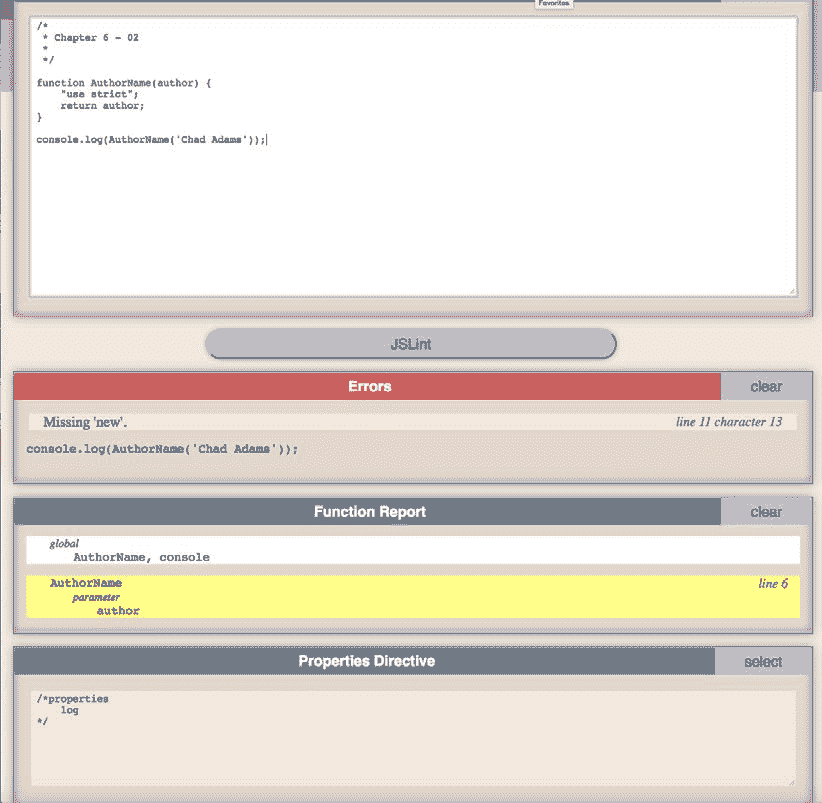 Favorites
/*
 * Chapter 6 - 02
 *
 */
function AuthorName(author) {
    "use strict";
    return author;
}
console.log(AuthorName('Chad Adams'));
JSLint
Errors clear
Missing 'new'. line 11 character 13
console.log(AuthorName('Chad Adams'));
Function Report clear
global
AuthorName, console
AuthorName line 6
parameter
author
Properties Directive select
/*properties
    log
*/